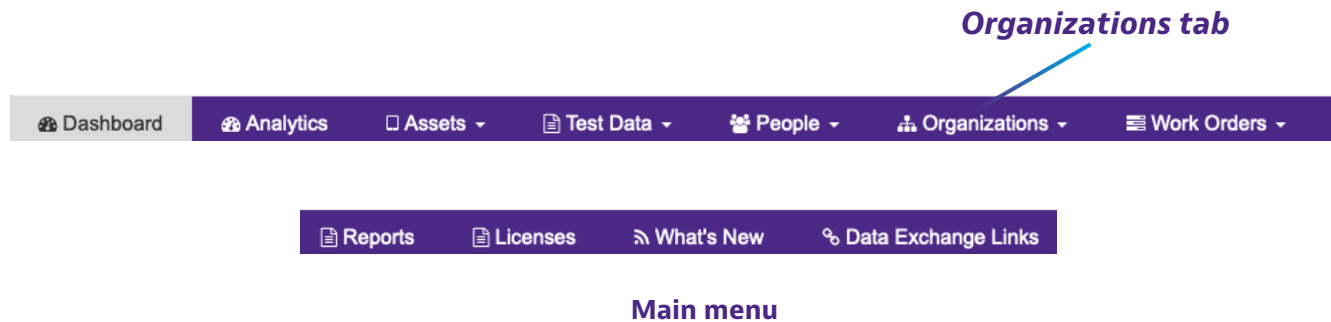 Organizations tab
Dashboard Analytics Assets Test Data People Organizations Work Orders
Reports Licenses What's New Data Exchange Links
Main menu